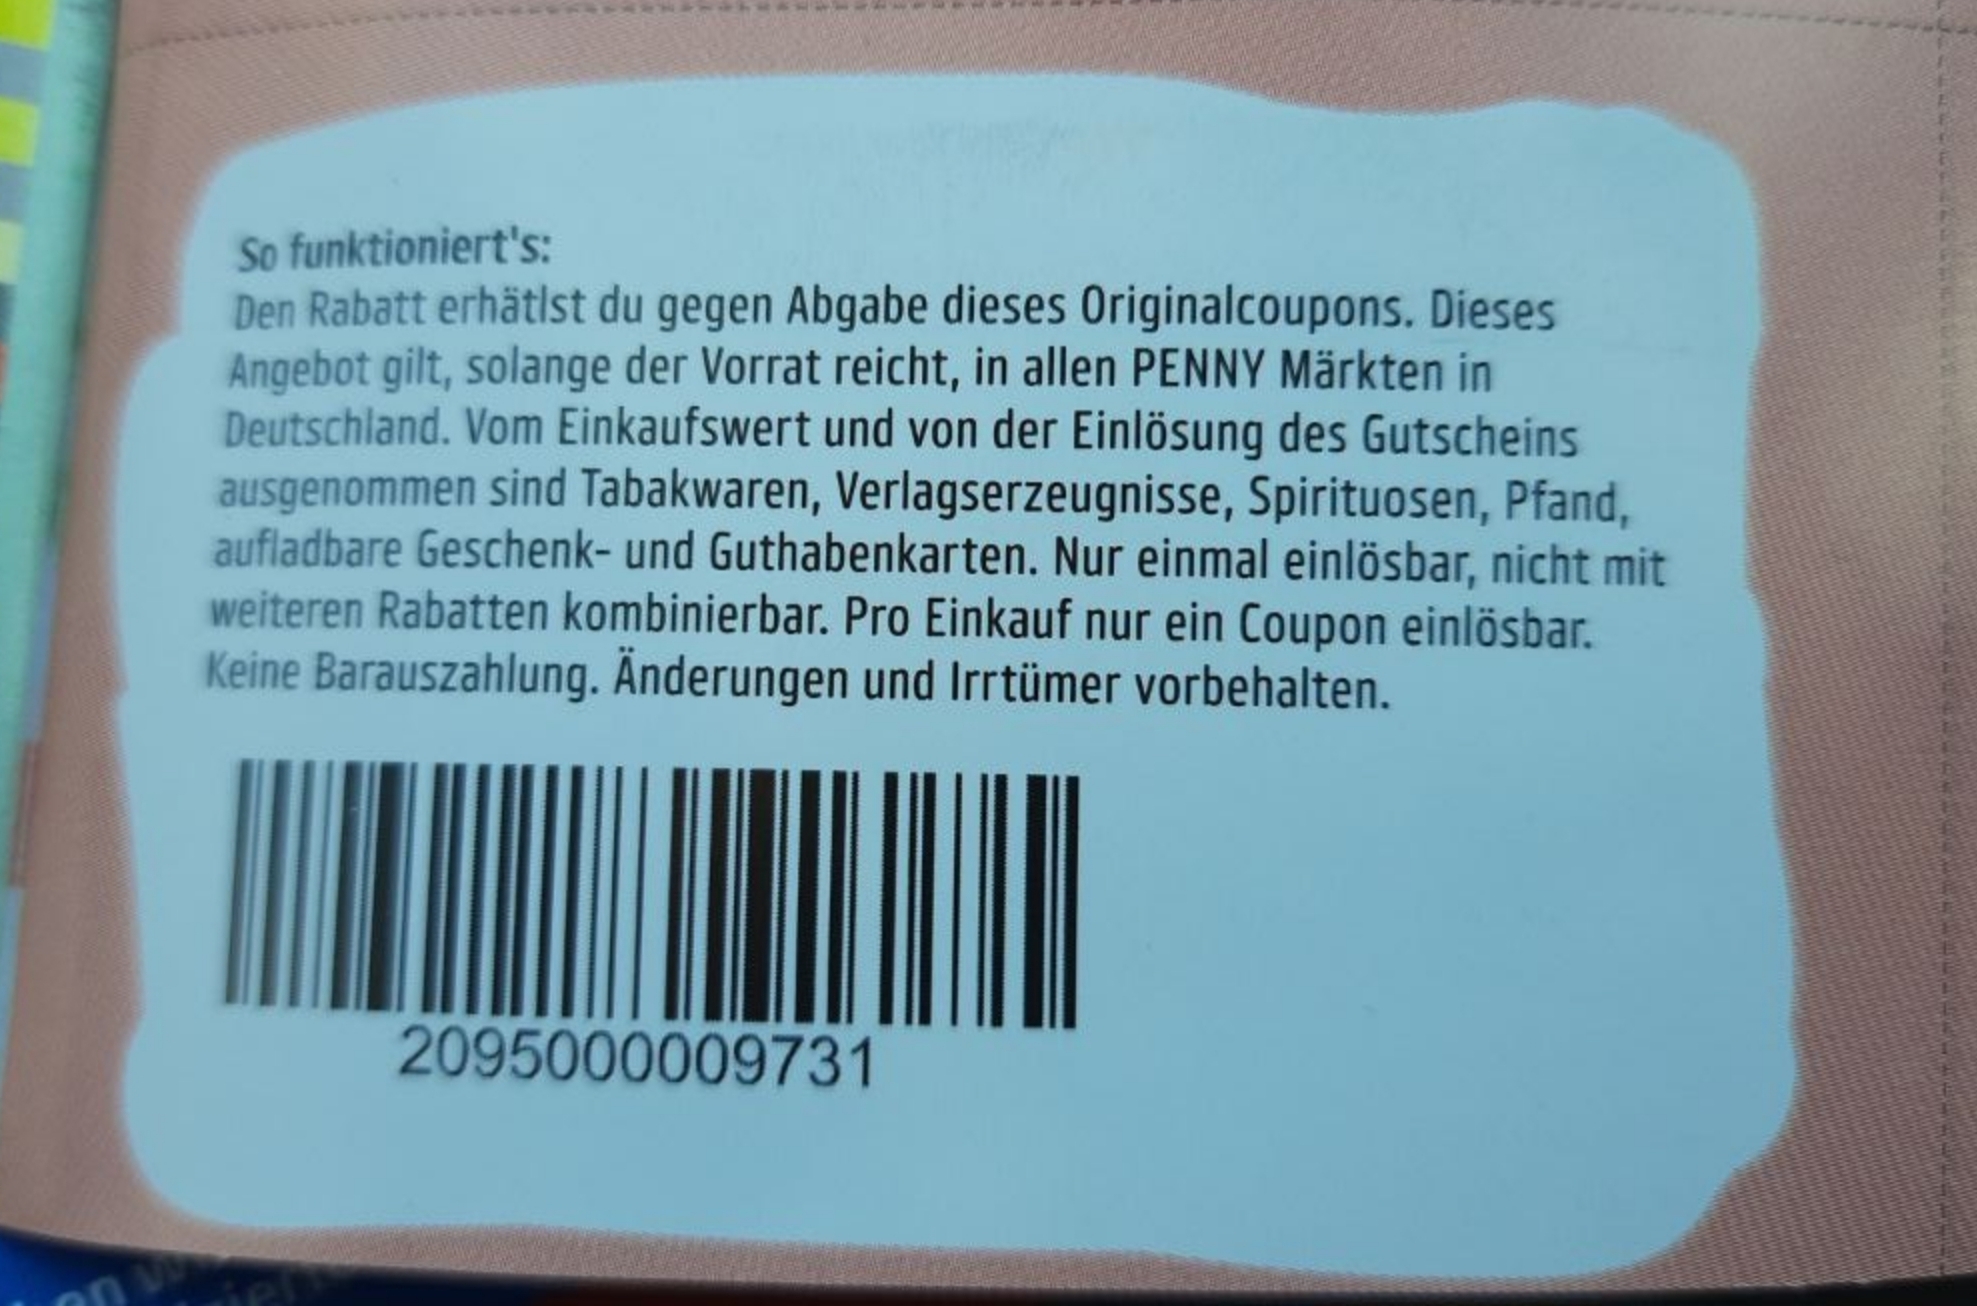 So funktioniert's:
Den Rabatt erhätlst du gegen Abgabe dieses Originalcoupons. Dieses
Angebot gilt, solange der Vorrat reicht, in allen PENNY Märkten in
Deutschland. Vom Einkaufswert und von der Einlösung des Gutscheins
ausgenommen sind Tabakwaren, Verlagserzeugnisse, Spirituosen, Pfand,
aufladbare Geschenk- und Guthabenkarten. Nur einmal einlösbar, nicht mit
weiteren Rabatten kombinierbar. Pro Einkauf nur ein Coupon einlösbar.
Keine Barauszahlung. Änderungen und Irrtümer vorbehalten.
2095000009731